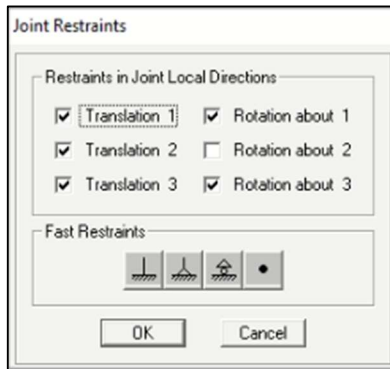 Joint Restraints
Restraints in Joint Local Directions
Translation 1 Rotation about 1
Translation 2 Rotation about 2
Translation 3 Rotation about 3
Fast Restraints
OK Cancel